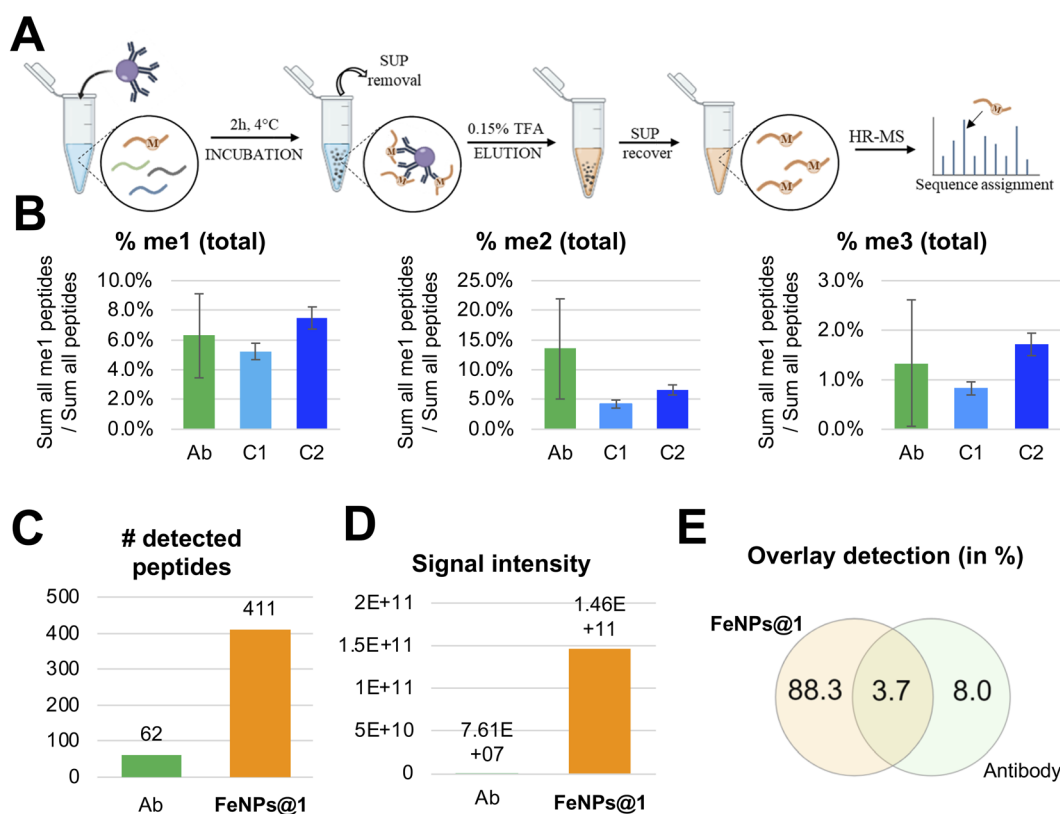 A
SUP
removal
2h, 4°C
INCUBATION
0.15% TFA
ELUTION
SUP
recover
HR-MS
M
M
M
M
M
M
M
M
Sequence assignment
B
% me1 (total)
Sum all me1 peptides
/ Sum all peptides
10.0%
8.0%
6.0%
4.0%
2.0%
0.0%
Ab C1 C2
% me2 (total)
Sum all me1 peptides
/ Sum all peptides
25.0%
20.0%
15.0%
10.0%
5.0%
0.0%
Ab C1 C2
% me3 (total)
Sum all me1 peptides
/ Sum all peptides
3.0%
2.0%
1.0%
0.0%
Ab C1 C2
C
# detected
peptides
500
400
300
200
100
0
62
411
Ab FeNPs@1
D
Signal intensity
2E+11
1.5E+11
1E+11
5E+10
0
7.61E
+07
1.46E
+11
Ab FeNPs@1
E
Overlay detection (in %)
FeNPs@1
88.3 3.7 8.0
Antibody